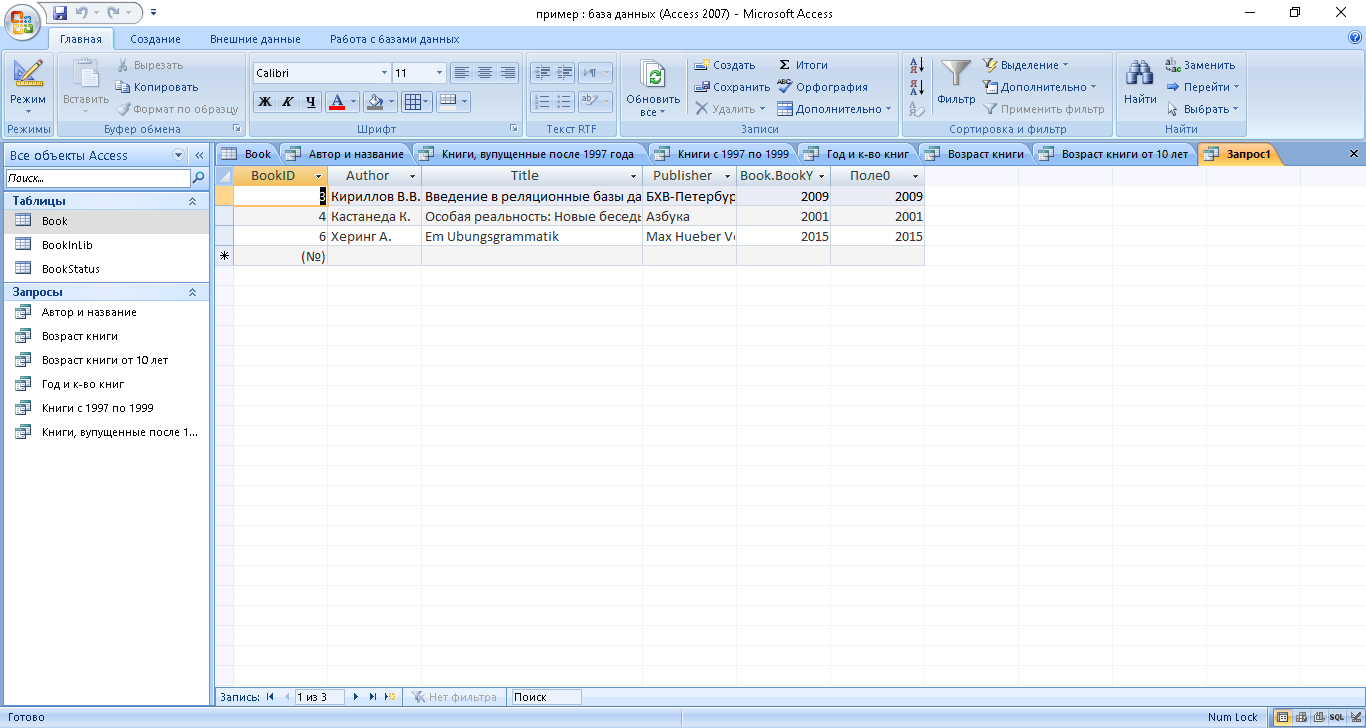 пример : база данных (Access 2007) - Microsoft Access
Главная Создание Внешние данные Работа с базами данных
Режим
Режимы
Вставить
Вырезать
Копировать
Формат по образцу
Буфер обмена
Calibri 11
Ж К Ч
Шрифт
Текст RTF
Обновить все
Создать
Сохранить
Удалить
Итоги
Орфография
Дополнительно
Записи
Фильтр
Выделение
Дополнительно
Применить фильтр
Сортировка и фильтр
Найти
Заменить
Перейти
Выбрать
Найти
Все объекты Access
Поиск...
Таблицы
Book
BookInLib
BookStatus
Запросы
Автор и название
Возраст книги
Возраст книги от 10 лет
Год и к-во книг
Книги с 1997 по 1999
Книги, вупущенные после 1...
Book Автор и название Книги, вупущенные после 1997 года Книги с 1997 по 1999 Год и к-во книг Возраст книги Возраст книги от 10 лет Запрос1
BookID Author Title Publisher Book.BookY Поле0
3 Кириллов В.В. Введение в реляционные базы да БХВ-Петербур 2009 2009
4 Кастанеда К. Особая реальность: Новые беседы Азбука 2001 2001
6 Херинг А. Em Ubungsgrammatik Max Hueber Ve 2015 2015
(№)
Запись: 1 из 3 Нет фильтра Поиск
Готово Num Lock SQL